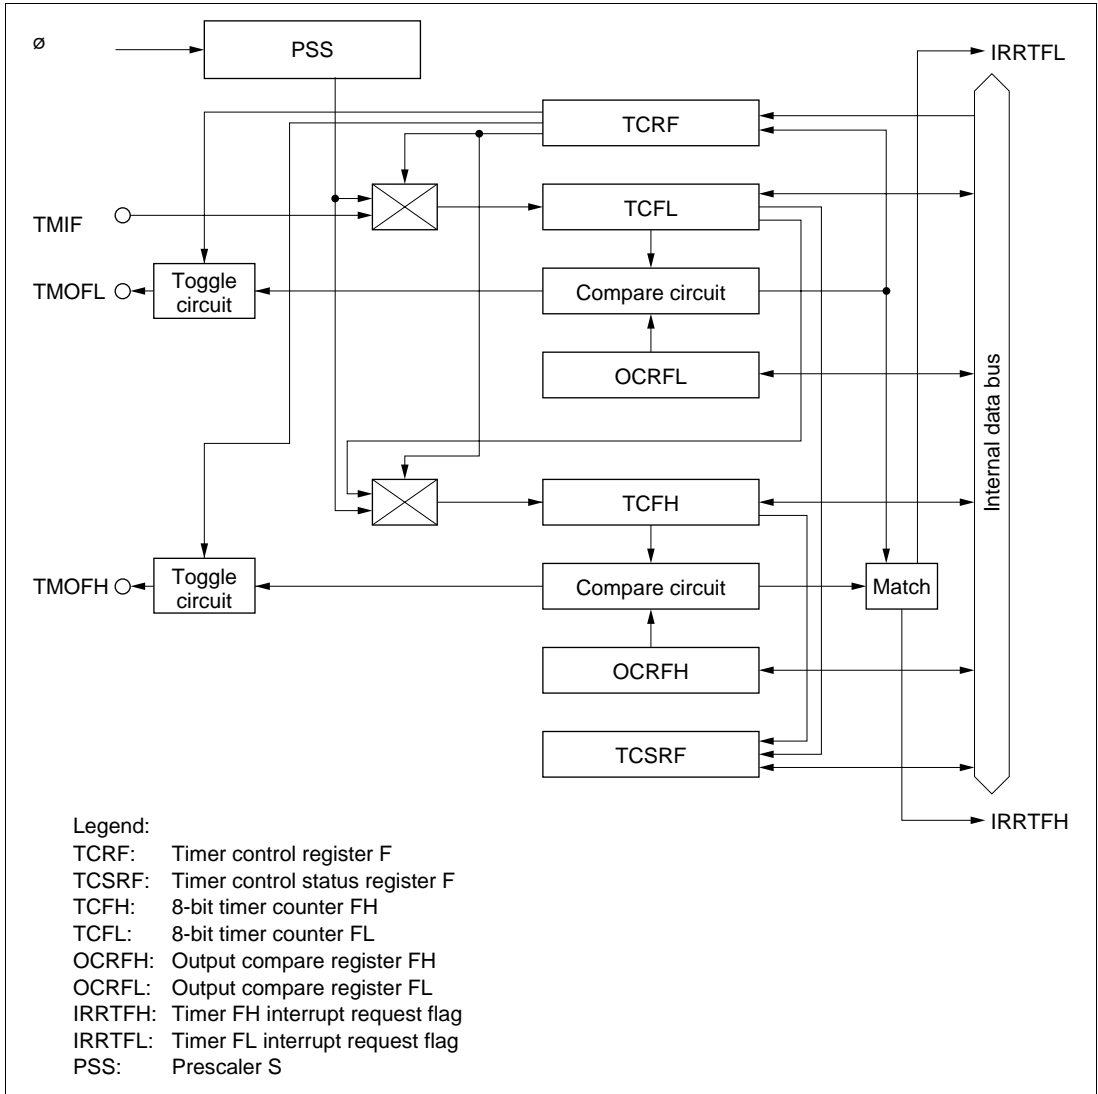 ø
PSS
IRRTFL
TCRF
TCFL
TMIF
TMOFL
Toggle
circuit
Compare circuit
OCRFL
Internal data bus
TCFH
TMOFH
Toggle
circuit
Compare circuit
Match
OCRFH
TCSRF
IRRTFH
Legend:
TCRF: Timer control register F
TCSRF: Timer control status register F
TCFH: 8-bit timer counter FH
TCFL: 8-bit timer counter FL
OCRFH: Output compare register FH
OCRFL: Output compare register FL
IRRTFH: Timer FH interrupt request flag
IRRTFL: Timer FL interrupt request flag
PSS: Prescaler S